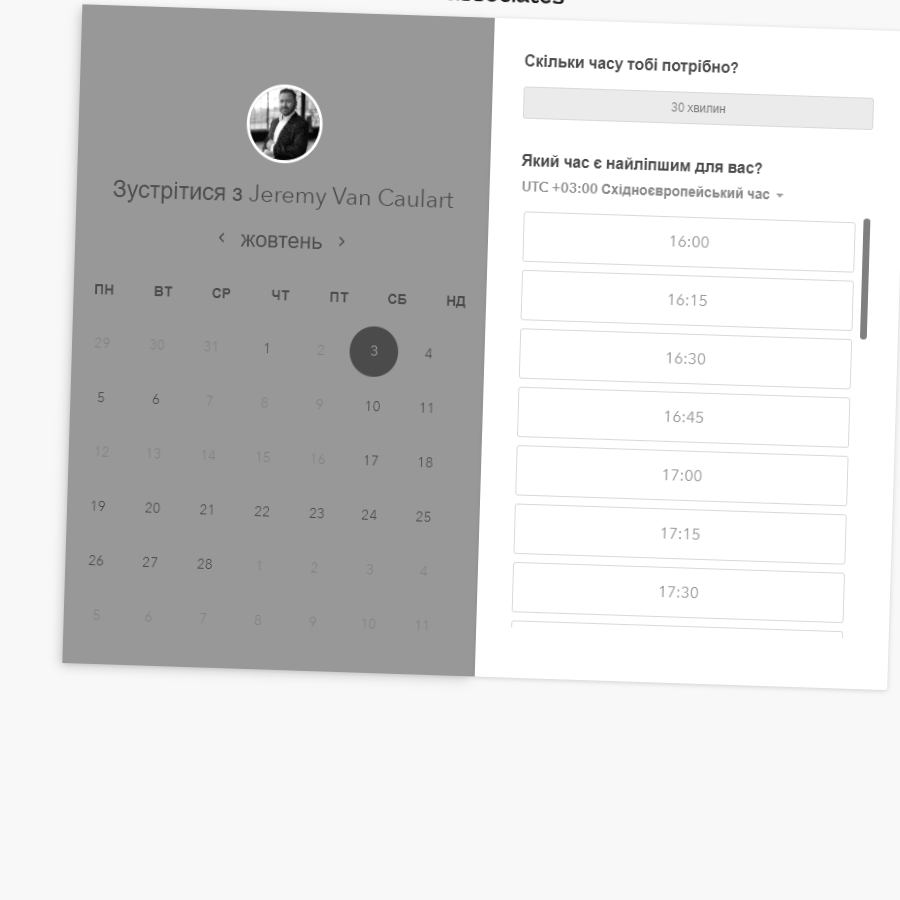 Зустрітися з Jeremy Van Caulart
жовтень
ПН ВТ СР ЧТ ПТ СБ НД
29 30 31 1 2 3 4
5 6 7 8 9 10 11
12 13 14 15 16 17 18
19 20 21 22 23 24 25
26 27 28 1 2 3 4
5 6 7 8 9 10 11
Скільки часу тобі потрібно?
30 хвилин
Який час є найліпшим для вас?
UTC +03:00 Східноєвропейський час
16:00
16:15
16:30
16:45
17:00
17:15
17:30